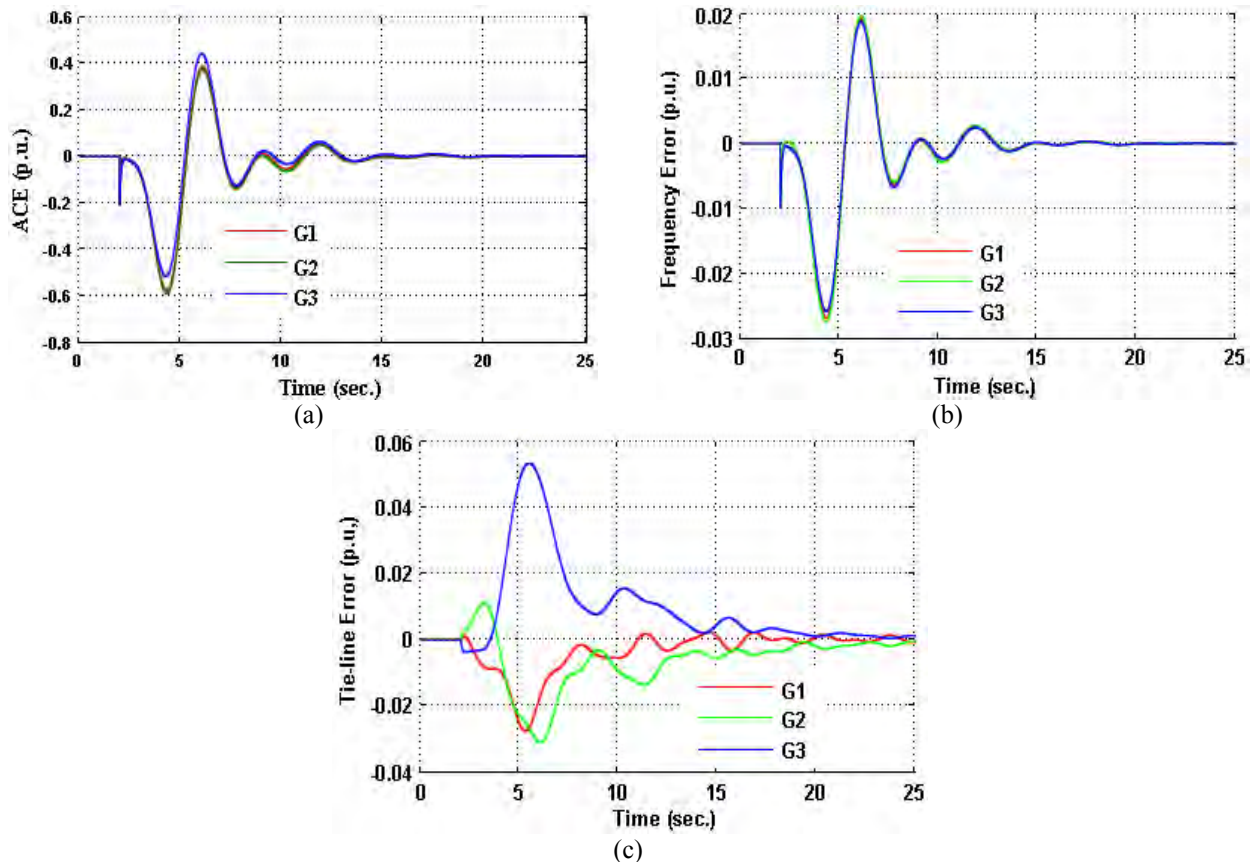 0.6
0.4
0.2
0
-0.2
-0.4
-0.6
-0.8
ACE (p.u.)
G1
G2
G3
0 5 10 15 20 25
Time (sec.)
(a)
0.02
0.01
0
-0.01
-0.02
-0.03
Frequency Error (p.u.)
G1
G2
G3
0 5 10 15 20 25
Time (sec.)
(b)
0.06
0.04
0.02
0
-0.02
-0.04
Tie-line Error (p.u,)
G1
G2
G3
0 5 10 15 20 25
Time (sec.)
(c)